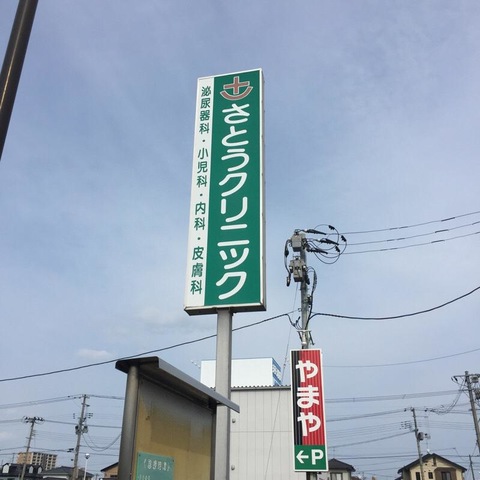 さとうクリニック
泌尿器科・小児科・内科・皮膚科
やまや
←P